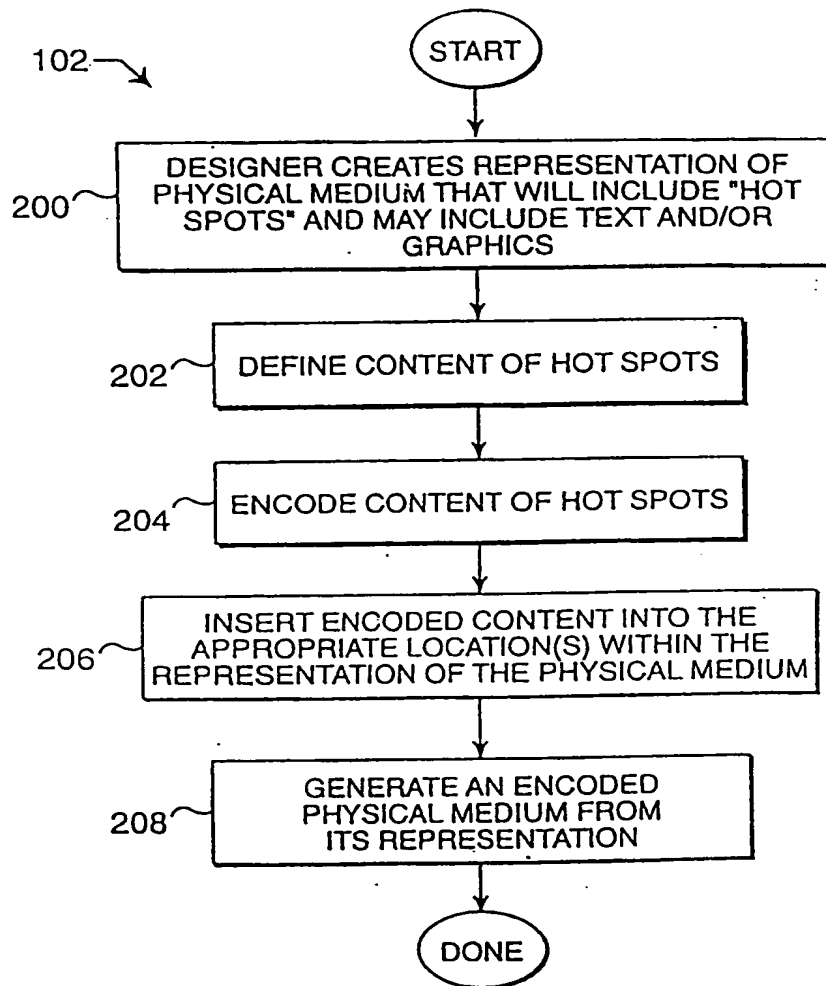 START
102
DESIGNER CREATES REPRESENTATION OF
PHYSICAL MEDIUM THAT WILL INCLUDE "HOT
SPOTS" AND MAY INCLUDE TEXT AND/OR
GRAPHICS
200
DEFINE CONTENT OF HOT SPOTS
202
ENCODE CONTENT OF HOT SPOTS
204
INSERT ENCODED CONTENT INTO THE
APPROPRIATE LOCATION(S) WITHIN THE
REPRESENTATION OF THE PHYSICAL MEDIUM
206
GENERATE AN ENCODED
PHYSICAL MEDIUM FROM
ITS REPRESENTATION
208
DONE